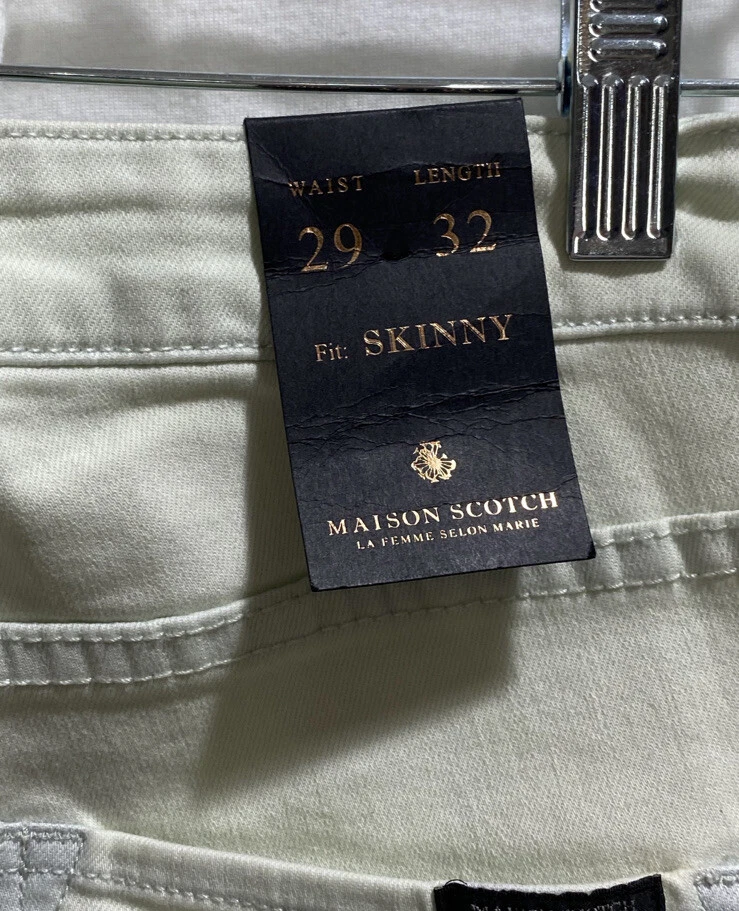 WAIST LENGTH
29 32
Fit: SKINNY
MAISON SCOTCH
LA FEMME SELON MARIE